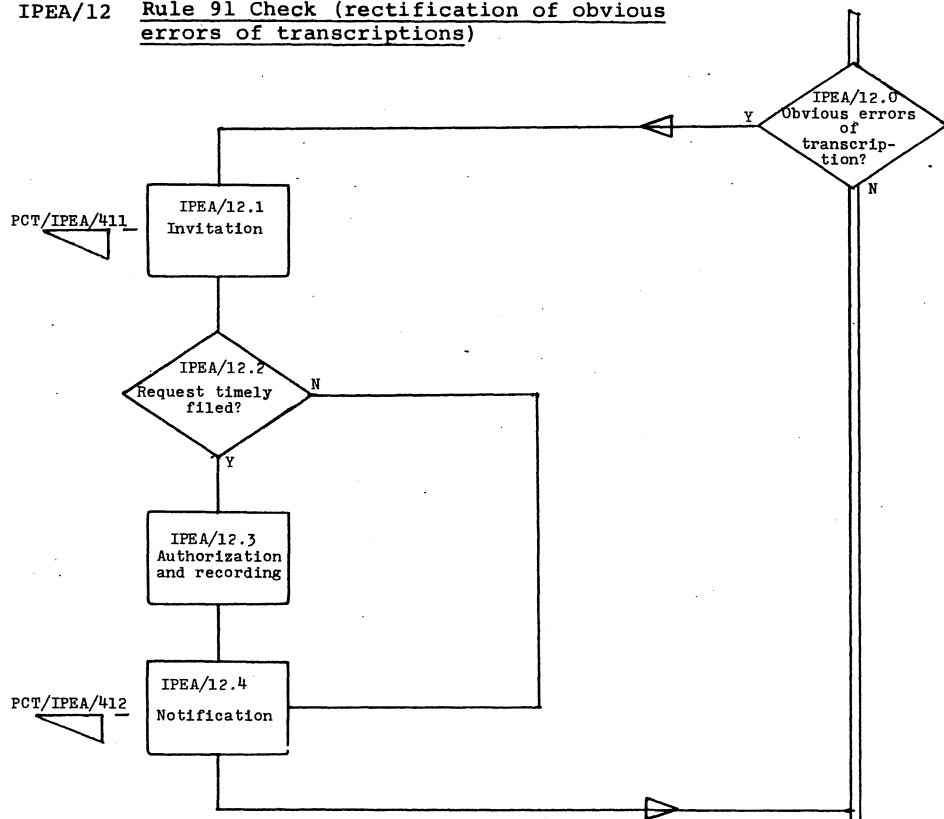 IPEA/12 Rule 91 Check (rectification of obvious
errors of transcriptions)
IPEA/12.0
Obvious errors
of
transcrip-
tion?
Y
N
IPEA/12.1
Invitation
PCT/IPEA/411
IPEA/12.2
Request timely
filed?
N
Y
IPEA/12.3
Authorization
and recording
IPEA/12.4
Notification
PCT/IPEA/412